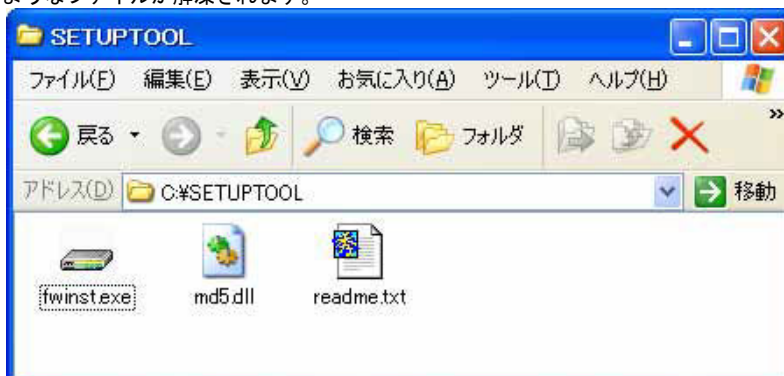 ようなファイルが解凍されます。
SETUPTOOL
ファイル(F) 編集(E) 表示(V) お気に入り(A) ツール(T) ヘルプ(H)
戻る 検索 フォルダ »
アドレス(D) C:¥SETUPTOOL 移動
fwinst.exe md5.dll readme.txt